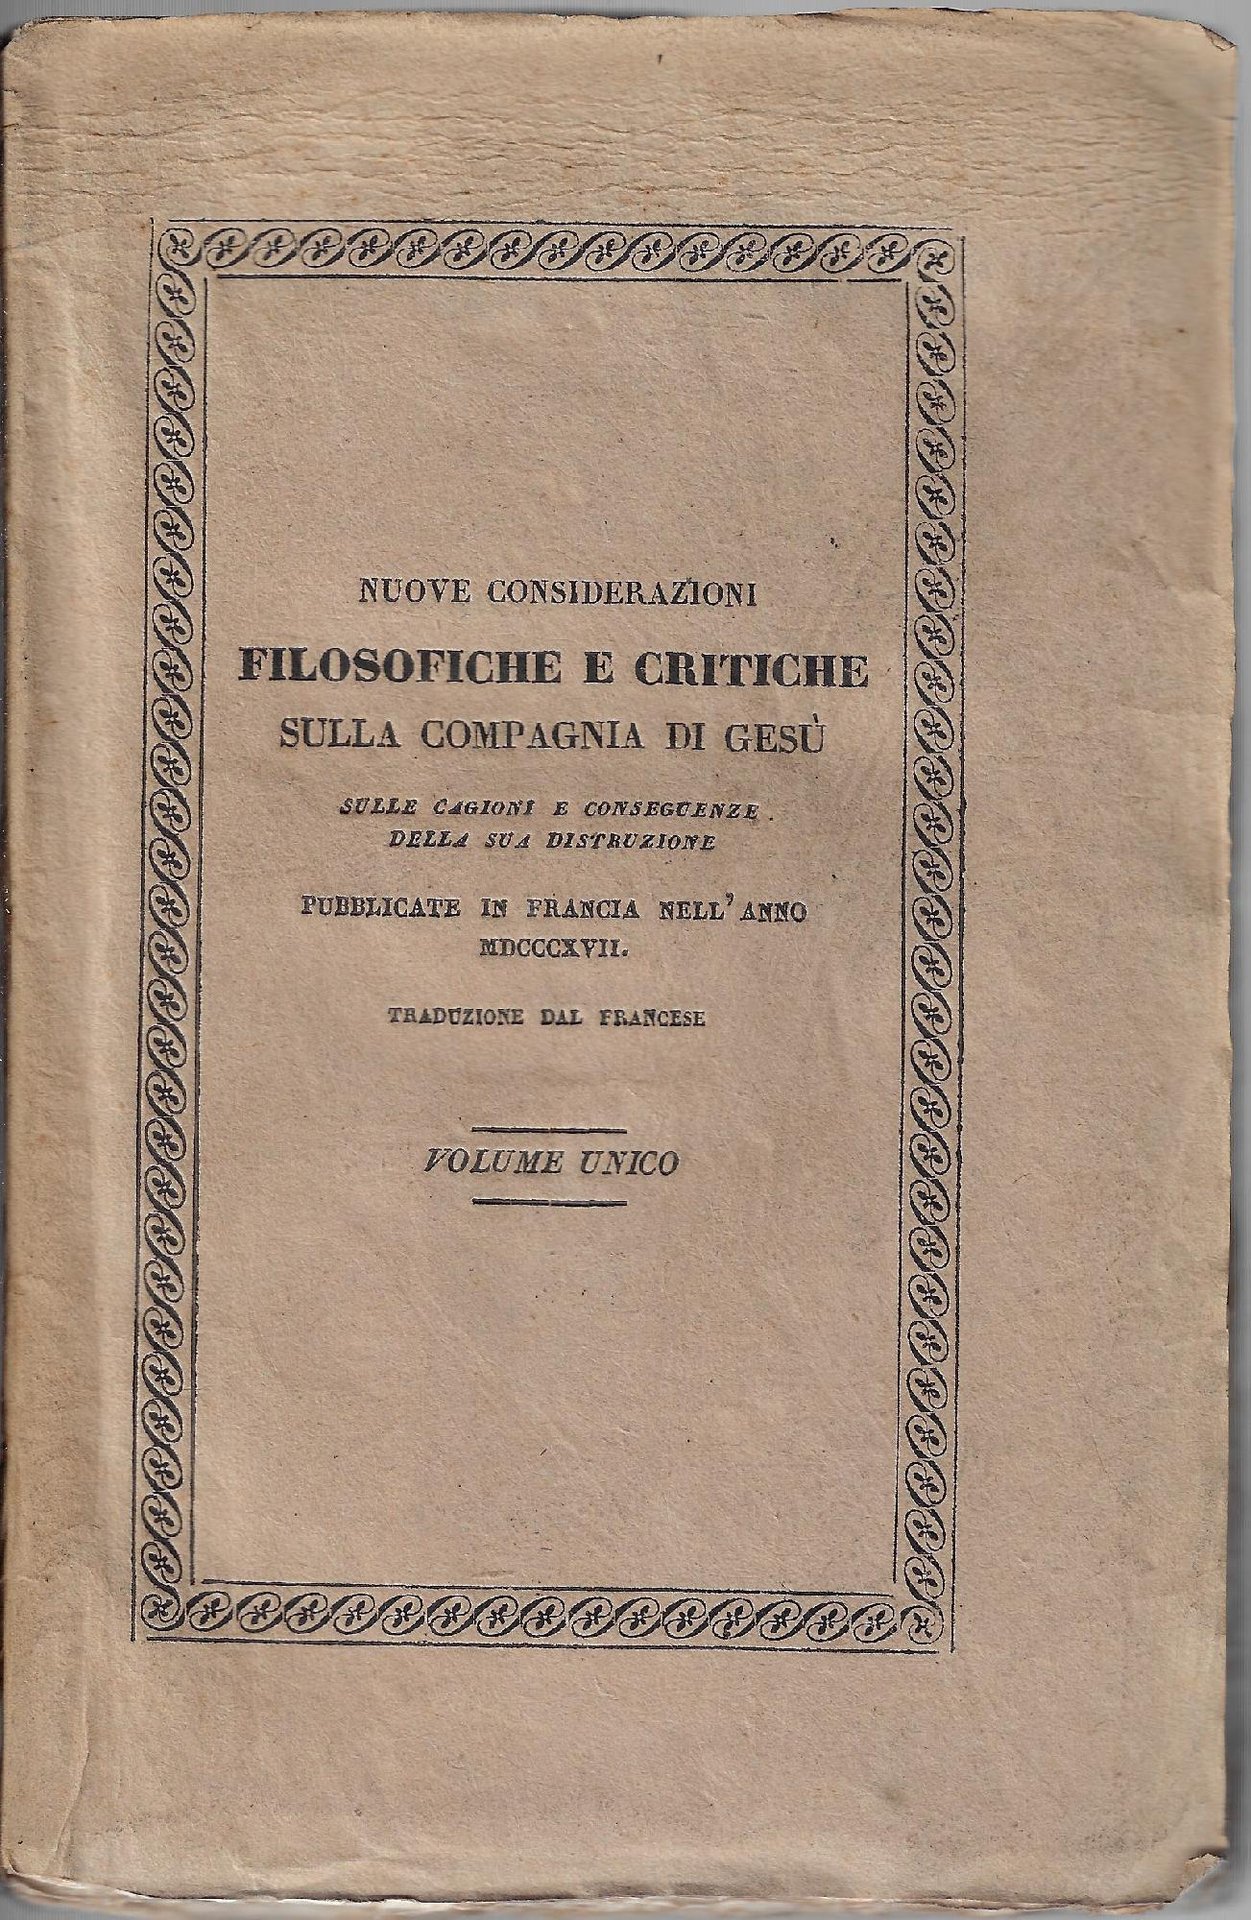 NUOVE CONSIDERAZIONI
FILOSOFICHE E CRITICHE
SULLA COMPAGNIA DI GESÙ
SULLE CAGIONI E CONSEGUENZE
DELLA SUA DISTRUZIONE
PUBBLICATE IN FRANCIA NELL' ANNO
MDCCCXVII.
TRADUZIONE DAL FRANCESE
VOLUME UNICO